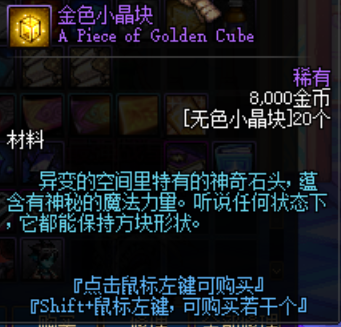 金色小晶块
A Piece of Golden Cube
稀有
8,000金币
[无色小晶块]20个
材料
异变的空间里特有的神奇石头,蕴
含有神秘的魔法力量。听说任何状态下
,它都能保持方块形状。
『点击鼠标左键可购买』
『Shift+鼠标左键,可购买若干个』